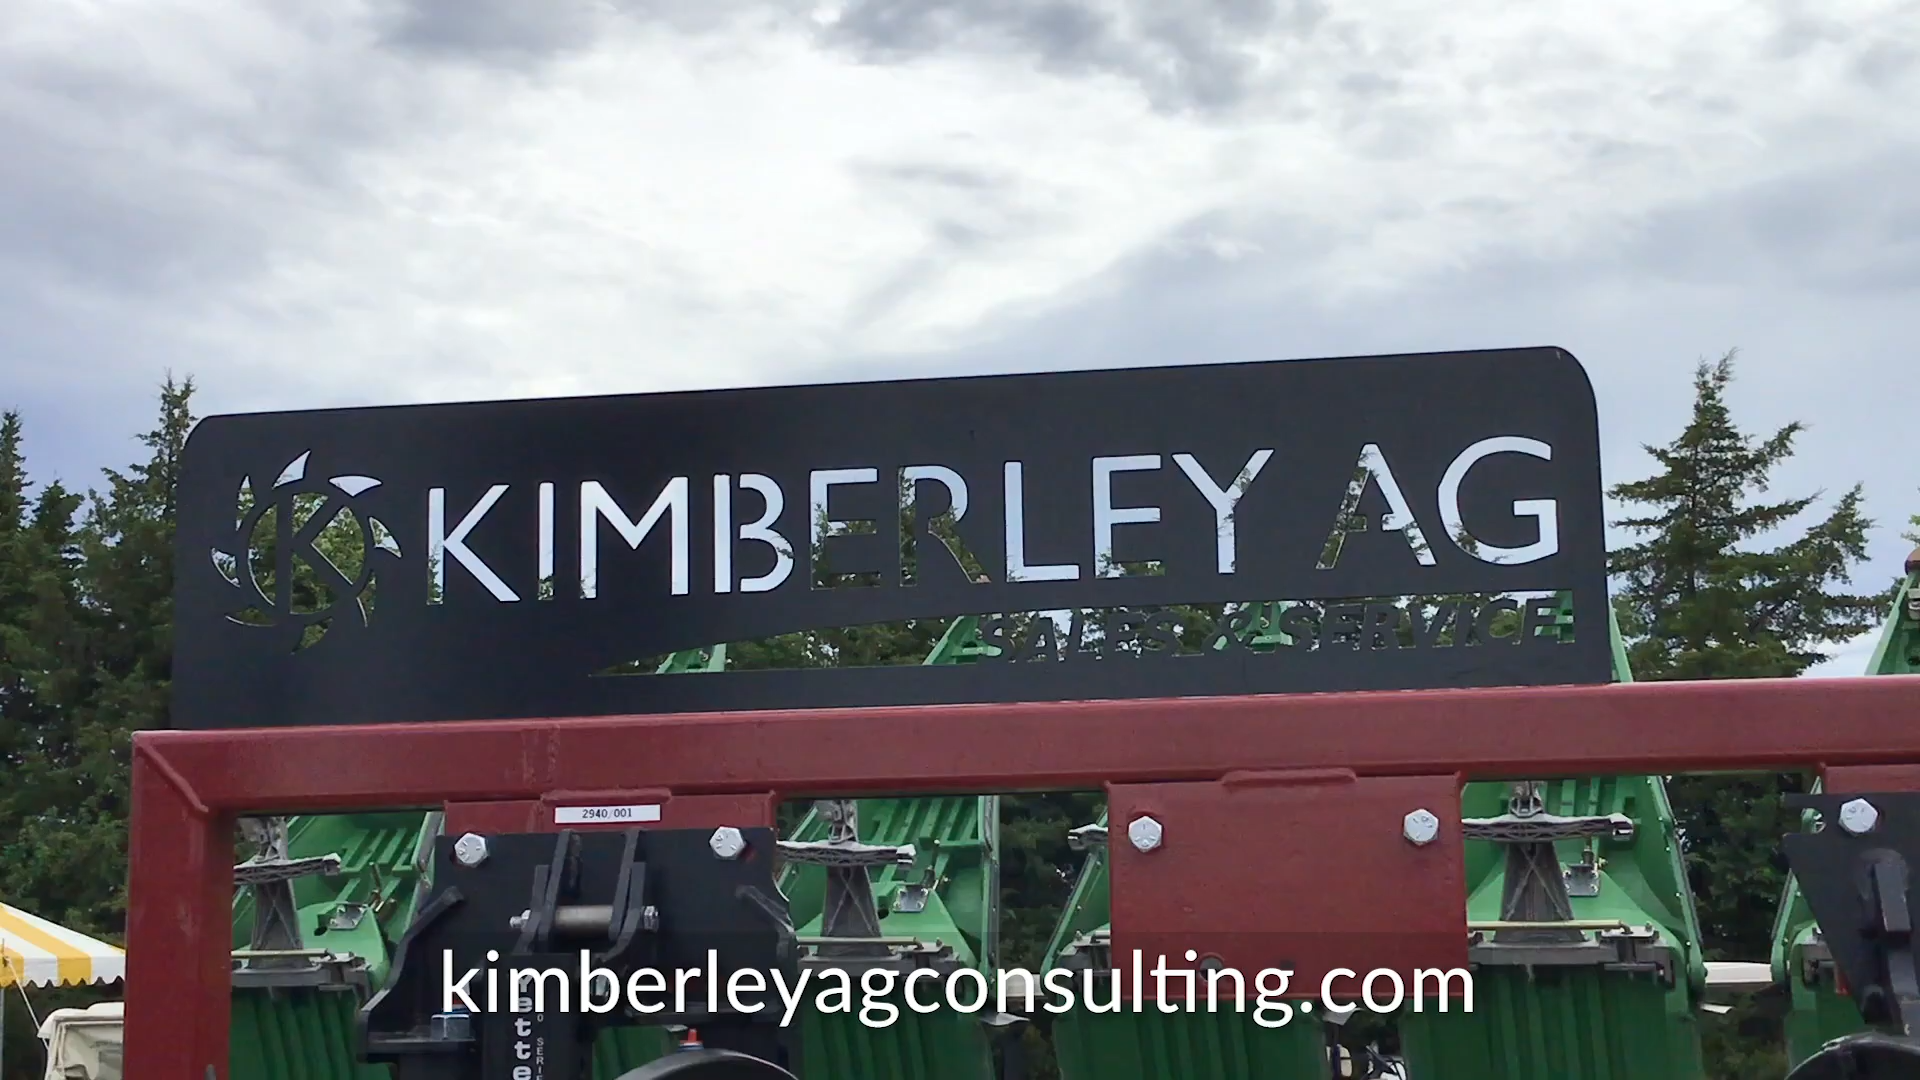 K KIMBERLEY AG
SALES & SERVICE
2940/001
kimberleyagconsulting.com